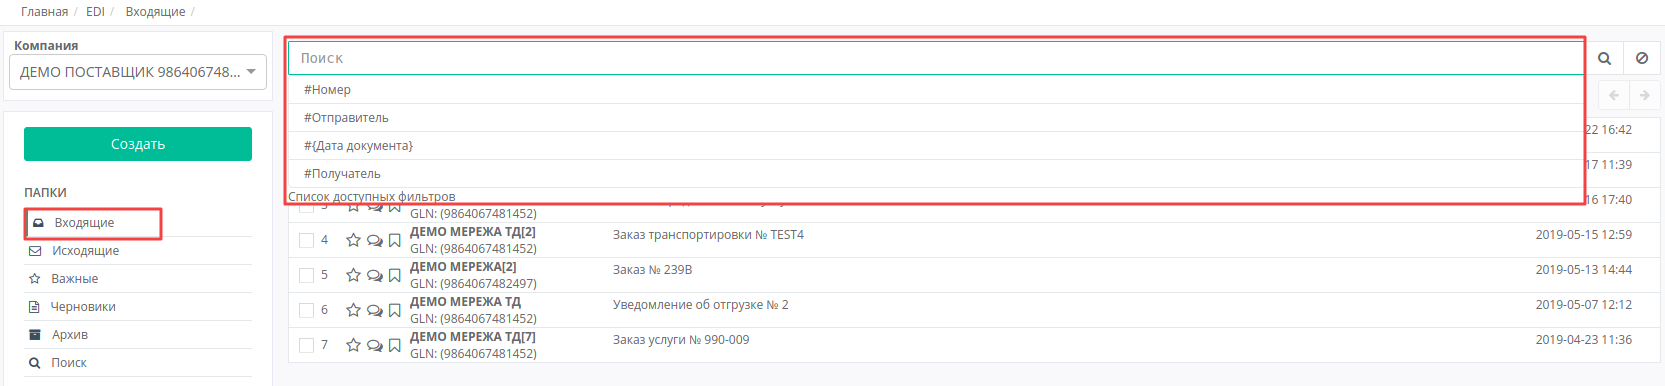 Главная / EDI / Входящие /
Компания
ДЕМО ПОСТАВЩИК 986406748...
Создать
ПАПКИ
Входящие
Исходящие
Важные
Черновики
Архив
Поиск
Поиск
#Номер
#Отправитель
#{Дата документа}
#Получатель
Список доступных фильтров
22 16:42
17 11:39
16 17:40
GLN: (9864067481452)
4 ДЕМО МЕРЕЖА ТД[2] Заказ транспортировки № TEST4 2019-05-15 12:59
GLN: (9864067481452)
5 ДЕМО МЕРЕЖА[2] Заказ № 239В 2019-05-13 14:44
GLN: (9864067482497)
6 ДЕМО МЕРЕЖА ТД Уведомление об отгрузке № 2 2019-05-07 12:12
GLN: (9864067481452)
7 ДЕМО МЕРЕЖА ТД[7] Заказ услуги № 990-009 2019-04-23 11:36
GLN: (9864067481452)